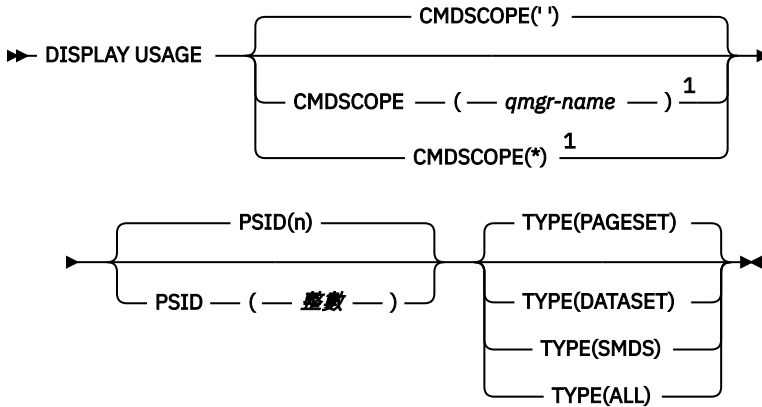 CMDSCOPE(' ')
DISPLAY USAGE
CMDSCOPE ( qmgr-name ) 1
CMDSCOPE(*) 1
PSID(n)
PSID ( 整數 )
TYPE(PAGESET)
TYPE(DATASET)
TYPE(SMDS)
TYPE(ALL)